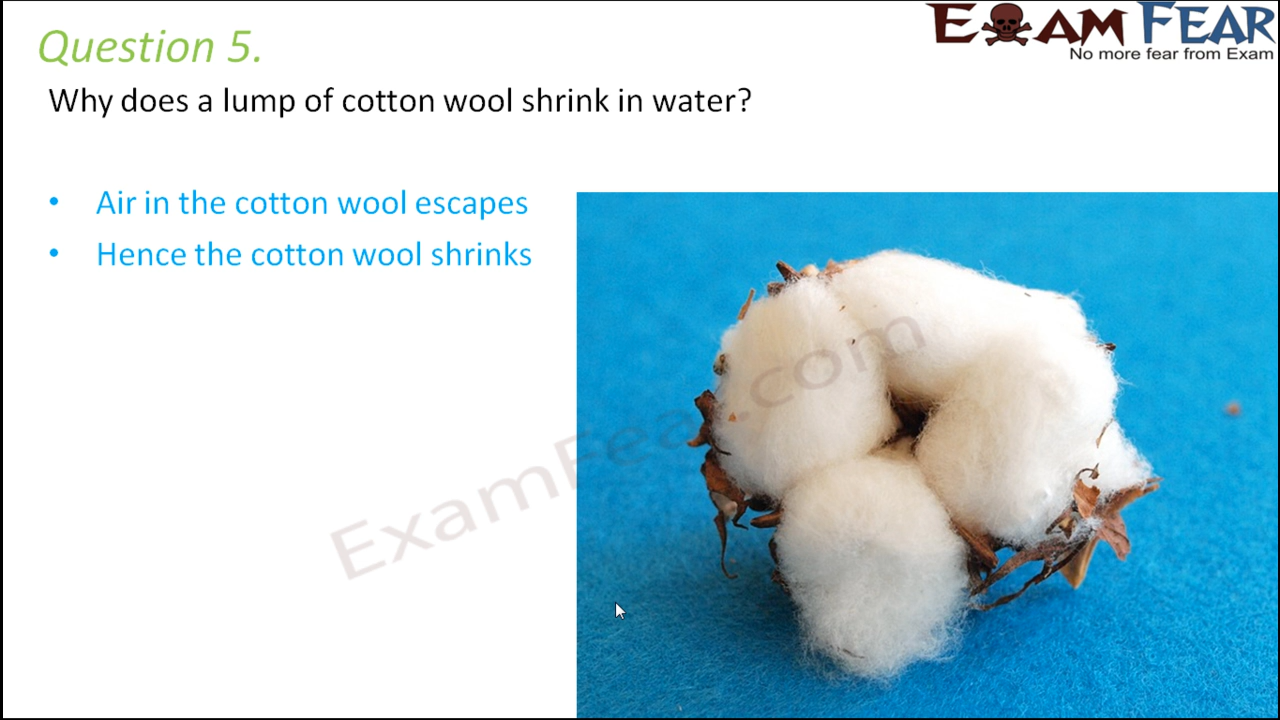 EXAM FEAR
No more fear from Exam
Question 5.
Why does a lump of cotton wool shrink in water?
• Air in the cotton wool escapes
• Hence the cotton wool shrinks
ExamFear.com